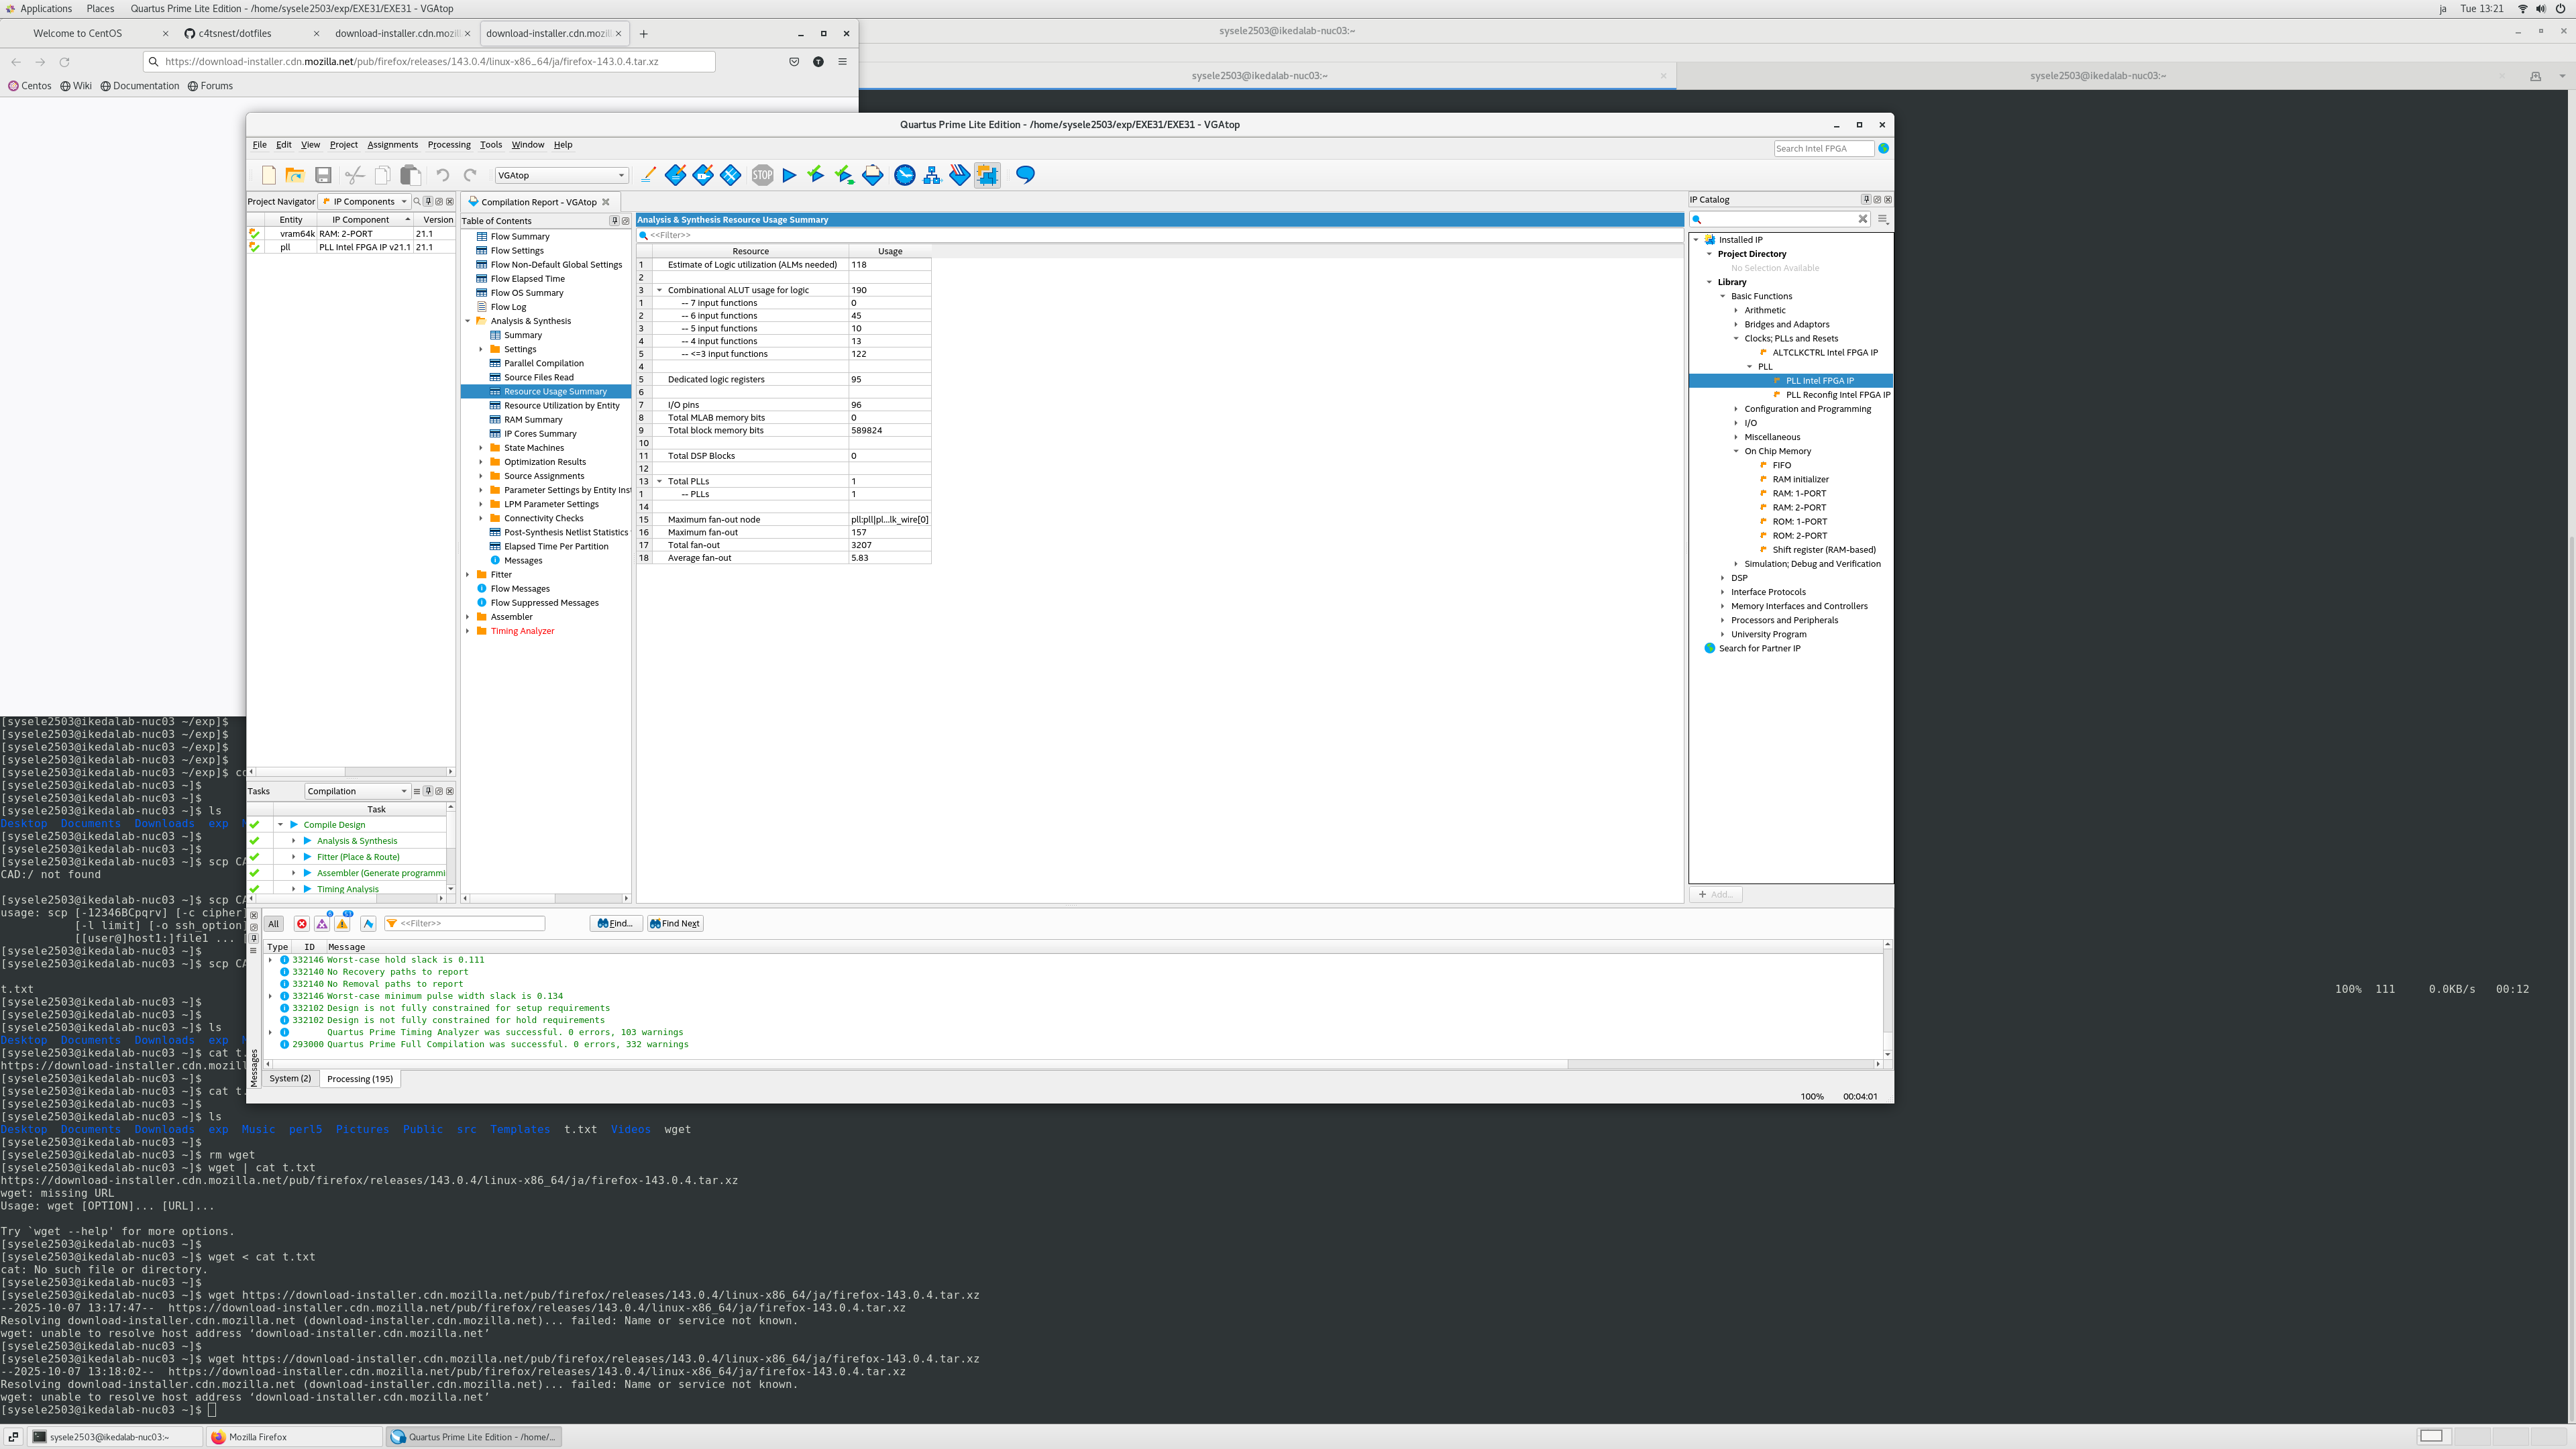 Applications Places Quartus Prime Lite Edition - /home/sysele2503/exp/EXE31/EXE31 - VGAtop ja Tue 13:21
sysele2503@ikedalab-nuc03:~
Welcome to CentOS c4tsnest/dotfiles download-installer.cdn.mozil download-installer.cdn.mozil
https://download-installer.cdn.mozilla.net/pub/firefox/releases/143.0.4/linux-x86_64/ja/firefox-143.0.4.tar.xz
sysele2503@ikedalab-nuc03:~ sysele2503@ikedalab-nuc03:~
Centos Wiki Documentation Forums
Quartus Prime Lite Edition - /home/sysele2503/exp/EXE31/EXE31 - VGAtop
File Edit View Project Assignments Processing Tools Window Help
Search Intel FPGA
STOP
VGAtop
Project Navigator IP Components
Entity IP Component Version
vram64k RAM: 2-PORT 21.1
pll PLL Intel FPGA IP v21.1 21.1
Compilation Report - VGAtop
Table of Contents
Flow Summary
Flow Settings
Flow Non-Default Global Settings
Flow Elapsed Time
Flow OS Summary
Flow Log
Analysis & Synthesis
Summary
Settings
Parallel Compilation
Source Files Read
Resource Usage Summary
Resource Utilization by Entity
RAM Summary
IP Cores Summary
State Machines
Optimization Results
Source Assignments
Parameter Settings by Entity Inst
LPM Parameter Settings
Connectivity Checks
Post-Synthesis Netlist Statistics
Elapsed Time Per Partition
Messages
Fitter
Flow Messages
Flow Suppressed Messages
Assembler
Timing Analyzer
Analysis & Synthesis Resource Usage Summary
<<Filter>>
Resource Usage
1 Estimate of Logic utilization (ALMs needed) 118
2
3 Combinational ALUT usage for logic 190
1 -- 7 input functions 0
2 -- 6 input functions 45
3 -- 5 input functions 10
4 -- 4 input functions 13
5 -- <=3 input functions 122
4
5 Dedicated logic registers 95
6
7 I/O pins 96
8 Total MLAB memory bits 0
9 Total block memory bits 589824
10
11 Total DSP Blocks 0
12
13 Total PLLs 1
1 -- PLLs 1
14
15 Maximum fan-out node pll:pll|pl...lk_wire[0]
16 Maximum fan-out 157
17 Total fan-out 3207
18 Average fan-out 5.83
IP Catalog
Installed IP
Project Directory
No Selection Available
Library
Basic Functions
Arithmetic
Bridges and Adaptors
Clocks; PLLs and Resets
ALTCLKCTRL Intel FPGA IP
PLL
PLL Intel FPGA IP
PLL Reconfig Intel FPGA IP
Configuration and Programming
I/O
Miscellaneous
On Chip Memory
FIFO
RAM initializer
RAM: 1-PORT
RAM: 2-PORT
ROM: 1-PORT
ROM: 2-PORT
Shift register (RAM-based)
Simulation; Debug and Verification
DSP
Interface Protocols
Memory Interfaces and Controllers
Processors and Peripherals
University Program
Search for Partner IP
Add...
Tasks Compilation
Task
Compile Design
Analysis & Synthesis
Fitter (Place & Route)
Assembler (Generate programmi
Timing Analysis
All <<Filter>> Find... Find Next
Type ID Message
332146 Worst-case hold slack is 0.111
332140 No Recovery paths to report
332140 No Removal paths to report
332146 Worst-case minimum pulse width slack is 0.134
332102 Design is not fully constrained for setup requirements
332102 Design is not fully constrained for hold requirements
Quartus Prime Timing Analyzer was successful. 0 errors, 103 warnings
293000 Quartus Prime Full Compilation was successful. 0 errors, 332 warnings
Messages
System (2) Processing (195)
100% 00:04:01
[sysele2503@ikedalab-nuc03 ~/exp]$
[sysele2503@ikedalab-nuc03 ~/exp]$
[sysele2503@ikedalab-nuc03 ~/exp]$
[sysele2503@ikedalab-nuc03 ~/exp]$
[sysele2503@ikedalab-nuc03 ~/exp]$
[sysele2503@ikedalab-nuc03 ~]$
[sysele2503@ikedalab-nuc03 ~]$
[sysele2503@ikedalab-nuc03 ~]$ ls
Desktop Documents Downloads exp
[sysele2503@ikedalab-nuc03 ~]$
[sysele2503@ikedalab-nuc03 ~]$
[sysele2503@ikedalab-nuc03 ~]$ scp CA
CAD:/ not found
[sysele2503@ikedalab-nuc03 ~]$ scp CA
usage: scp [-12346BCpqrv] [-c cipher]
[-l limit] [-o ssh_option]
[[user@]host1:]file1 ... [
[sysele2503@ikedalab-nuc03 ~]$
[sysele2503@ikedalab-nuc03 ~]$ scp CA
t.txt 100% 111 0.0KB/s 00:12
[sysele2503@ikedalab-nuc03 ~]$
[sysele2503@ikedalab-nuc03 ~]$
[sysele2503@ikedalab-nuc03 ~]$ ls
Desktop Documents Downloads exp
[sysele2503@ikedalab-nuc03 ~]$ cat t.
https://download-installer.cdn.mozill
[sysele2503@ikedalab-nuc03 ~]$
[sysele2503@ikedalab-nuc03 ~]$ cat t.
[sysele2503@ikedalab-nuc03 ~]$
[sysele2503@ikedalab-nuc03 ~]$ ls
Desktop Documents Downloads exp Music perl5 Pictures Public src Templates t.txt Videos wget
[sysele2503@ikedalab-nuc03 ~]$
[sysele2503@ikedalab-nuc03 ~]$ rm wget
[sysele2503@ikedalab-nuc03 ~]$ wget | cat t.txt
https://download-installer.cdn.mozilla.net/pub/firefox/releases/143.0.4/linux-x86_64/ja/firefox-143.0.4.tar.xz
wget: missing URL
Usage: wget [OPTION]... [URL]...
Try `wget --help' for more options.
[sysele2503@ikedalab-nuc03 ~]$
[sysele2503@ikedalab-nuc03 ~]$ wget < cat t.txt
cat: No such file or directory.
[sysele2503@ikedalab-nuc03 ~]$
[sysele2503@ikedalab-nuc03 ~]$ wget https://download-installer.cdn.mozilla.net/pub/firefox/releases/143.0.4/linux-x86_64/ja/firefox-143.0.4.tar.xz
--2025-10-07 13:17:47-- https://download-installer.cdn.mozilla.net/pub/firefox/releases/143.0.4/linux-x86_64/ja/firefox-143.0.4.tar.xz
Resolving download-installer.cdn.mozilla.net (download-installer.cdn.mozilla.net)... failed: Name or service not known.
wget: unable to resolve host address ‘download-installer.cdn.mozilla.net’
[sysele2503@ikedalab-nuc03 ~]$
[sysele2503@ikedalab-nuc03 ~]$ wget https://download-installer.cdn.mozilla.net/pub/firefox/releases/143.0.4/linux-x86_64/ja/firefox-143.0.4.tar.xz
--2025-10-07 13:18:02-- https://download-installer.cdn.mozilla.net/pub/firefox/releases/143.0.4/linux-x86_64/ja/firefox-143.0.4.tar.xz
Resolving download-installer.cdn.mozilla.net (download-installer.cdn.mozilla.net)... failed: Name or service not known.
wget: unable to resolve host address ‘download-installer.cdn.mozilla.net’
[sysele2503@ikedalab-nuc03 ~]$
sysele2503@ikedalab-nuc03:~ Mozilla Firefox Quartus Prime Lite Edition - /home/...